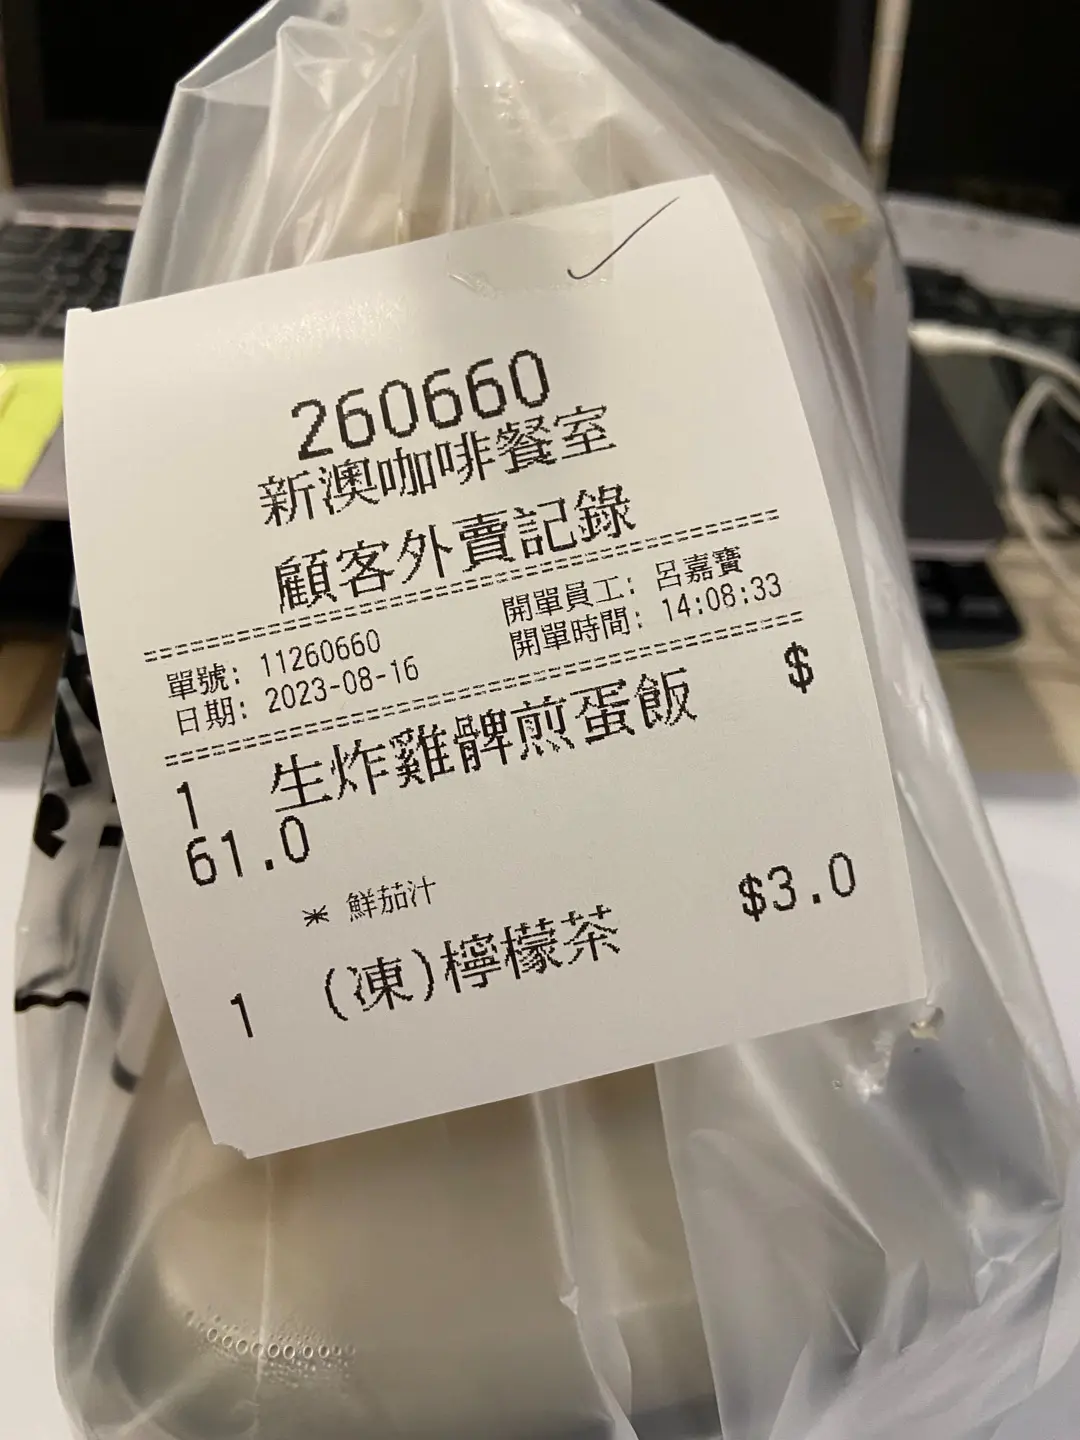 260660
新澳咖啡餐室
顧客外賣記錄
單號: 11260660 開單員工: 呂嘉寶
日期: 2023-08-16 開單時間: 14:08:33
1 生炸雞髀煎蛋飯 $
61.0
* 鮮茄汁
1 (凍)檸檬茶 $3.0